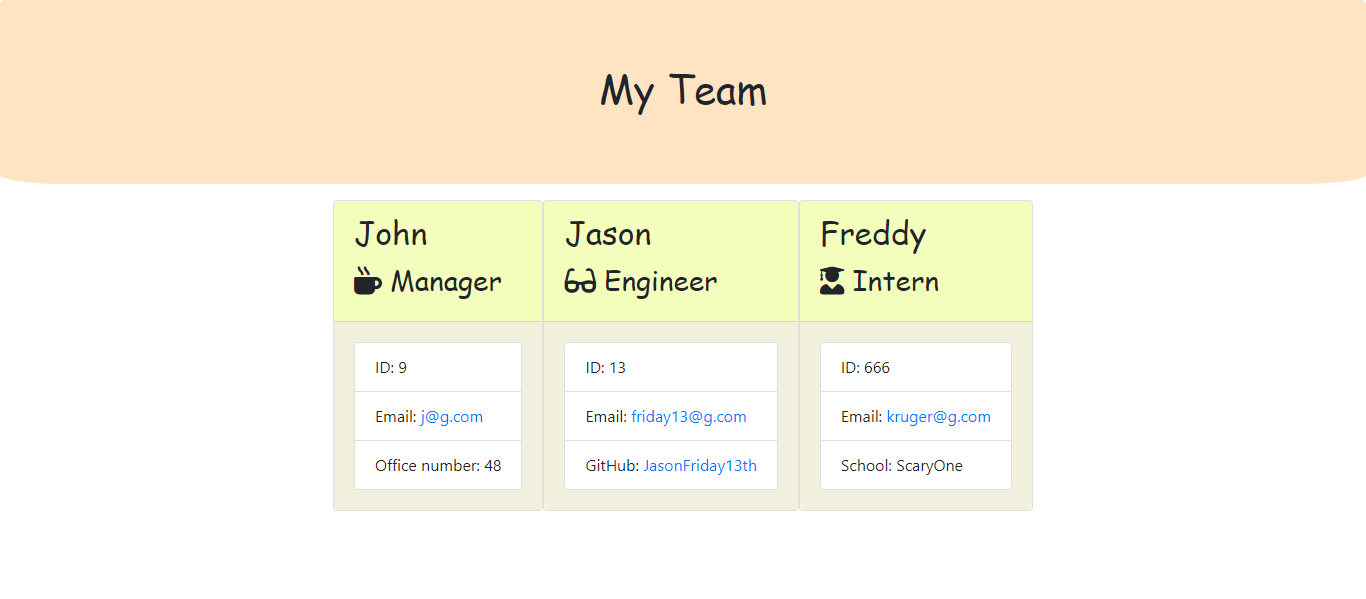 My Team
John
Manager
ID: 9
Email: j@g.com
Office number: 48
Jason
Engineer
ID: 13
Email: friday13@g.com
GitHub: JasonFriday13th
Freddy
Intern
ID: 666
Email: kruger@g.com
School: ScaryOne